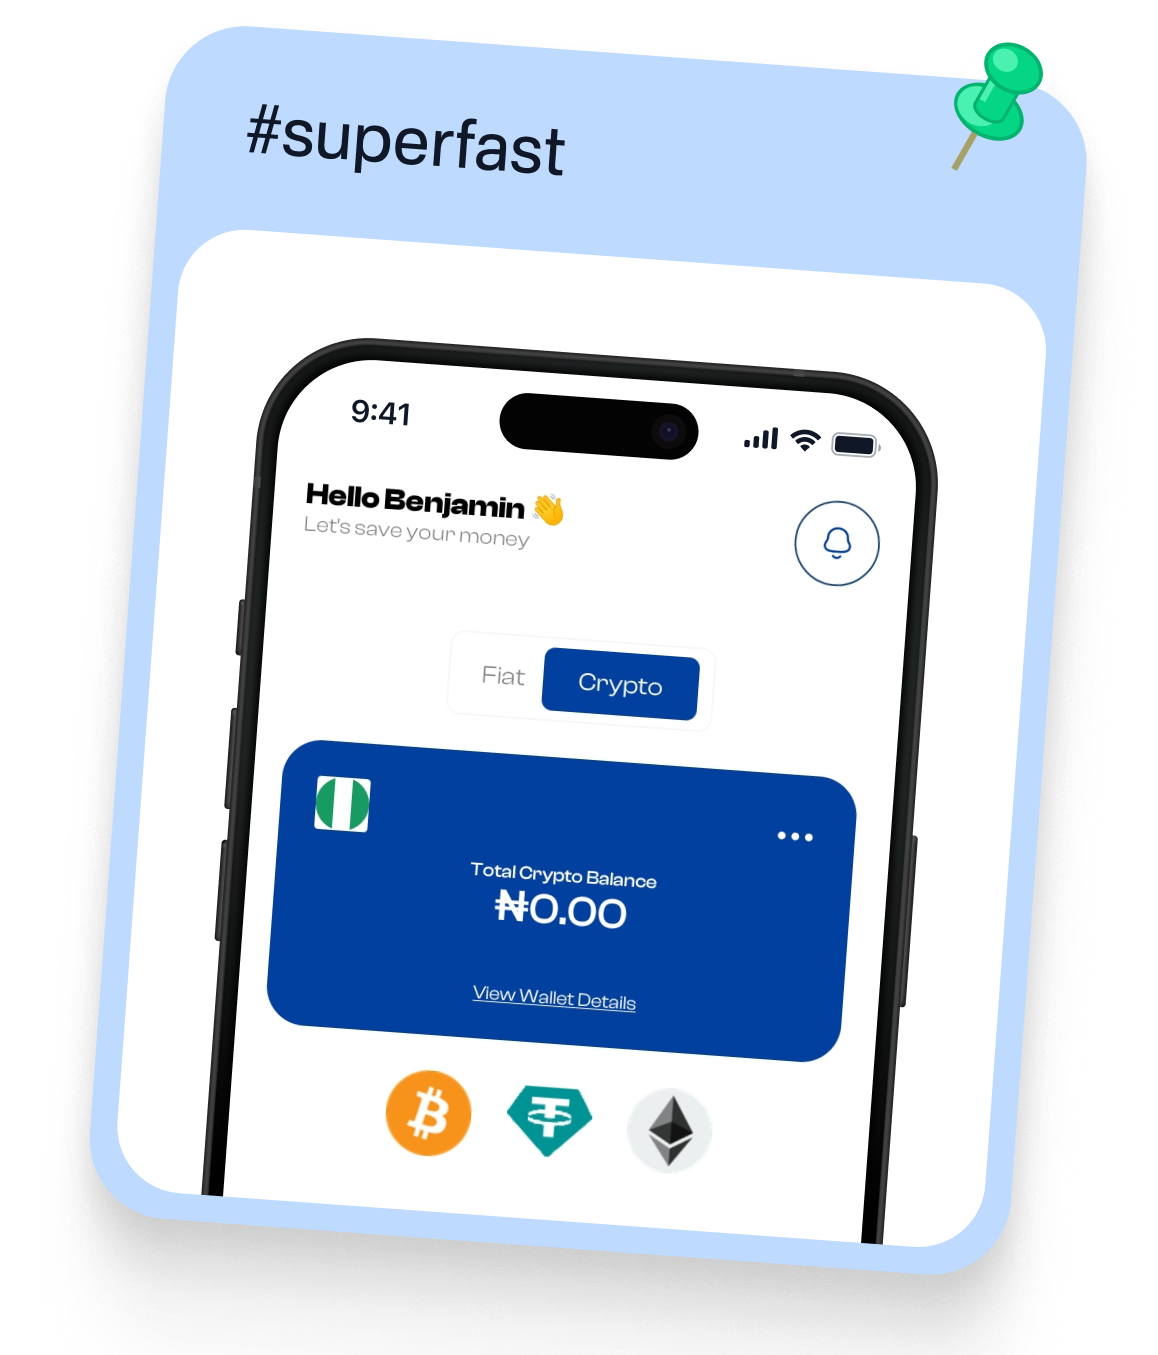 #superfast
9:41
Hello Benjamin 👋
Let's save your money
Fiat
Crypto
Total Crypto Balance
₦0.00
View Wallet Details